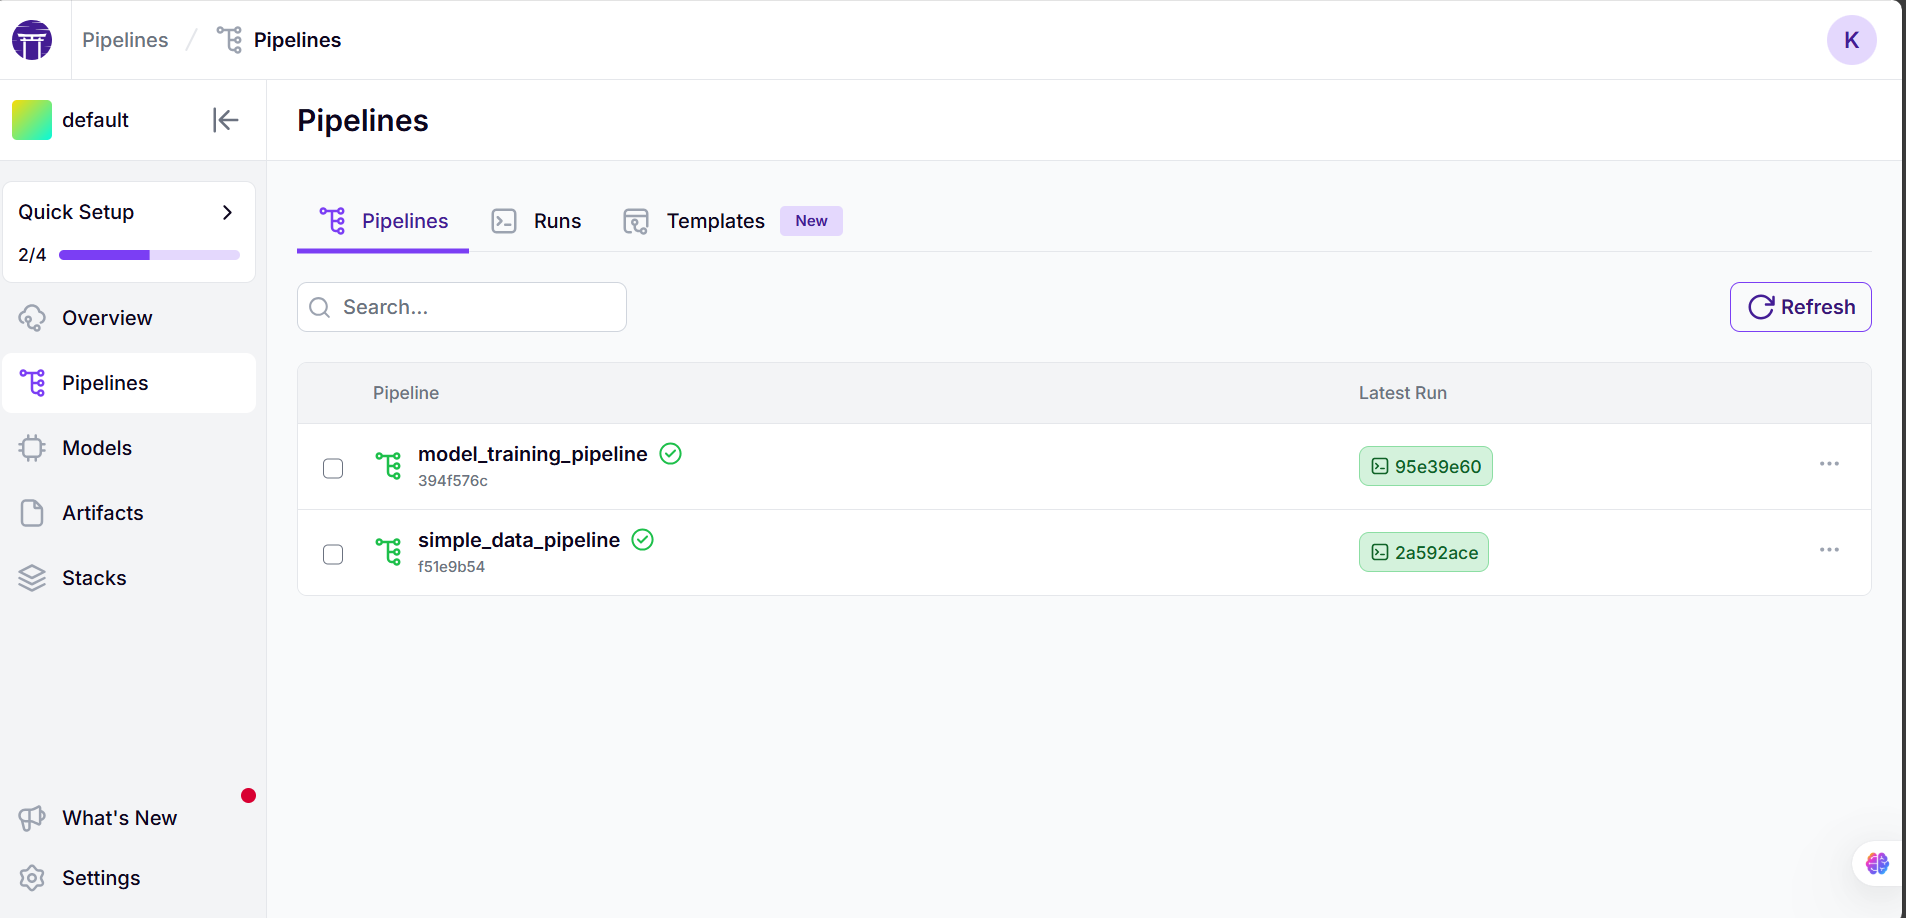 Pipelines / Pipelines
K
default
Quick Setup
2/4
Overview
Pipelines
Models
Artifacts
Stacks
What's New
Settings
Pipelines
Pipelines Runs Templates New
Search...
Refresh
Pipeline Latest Run
model_training_pipeline
394f576c
95e39e60
simple_data_pipeline
f51e9b54
2a592ace